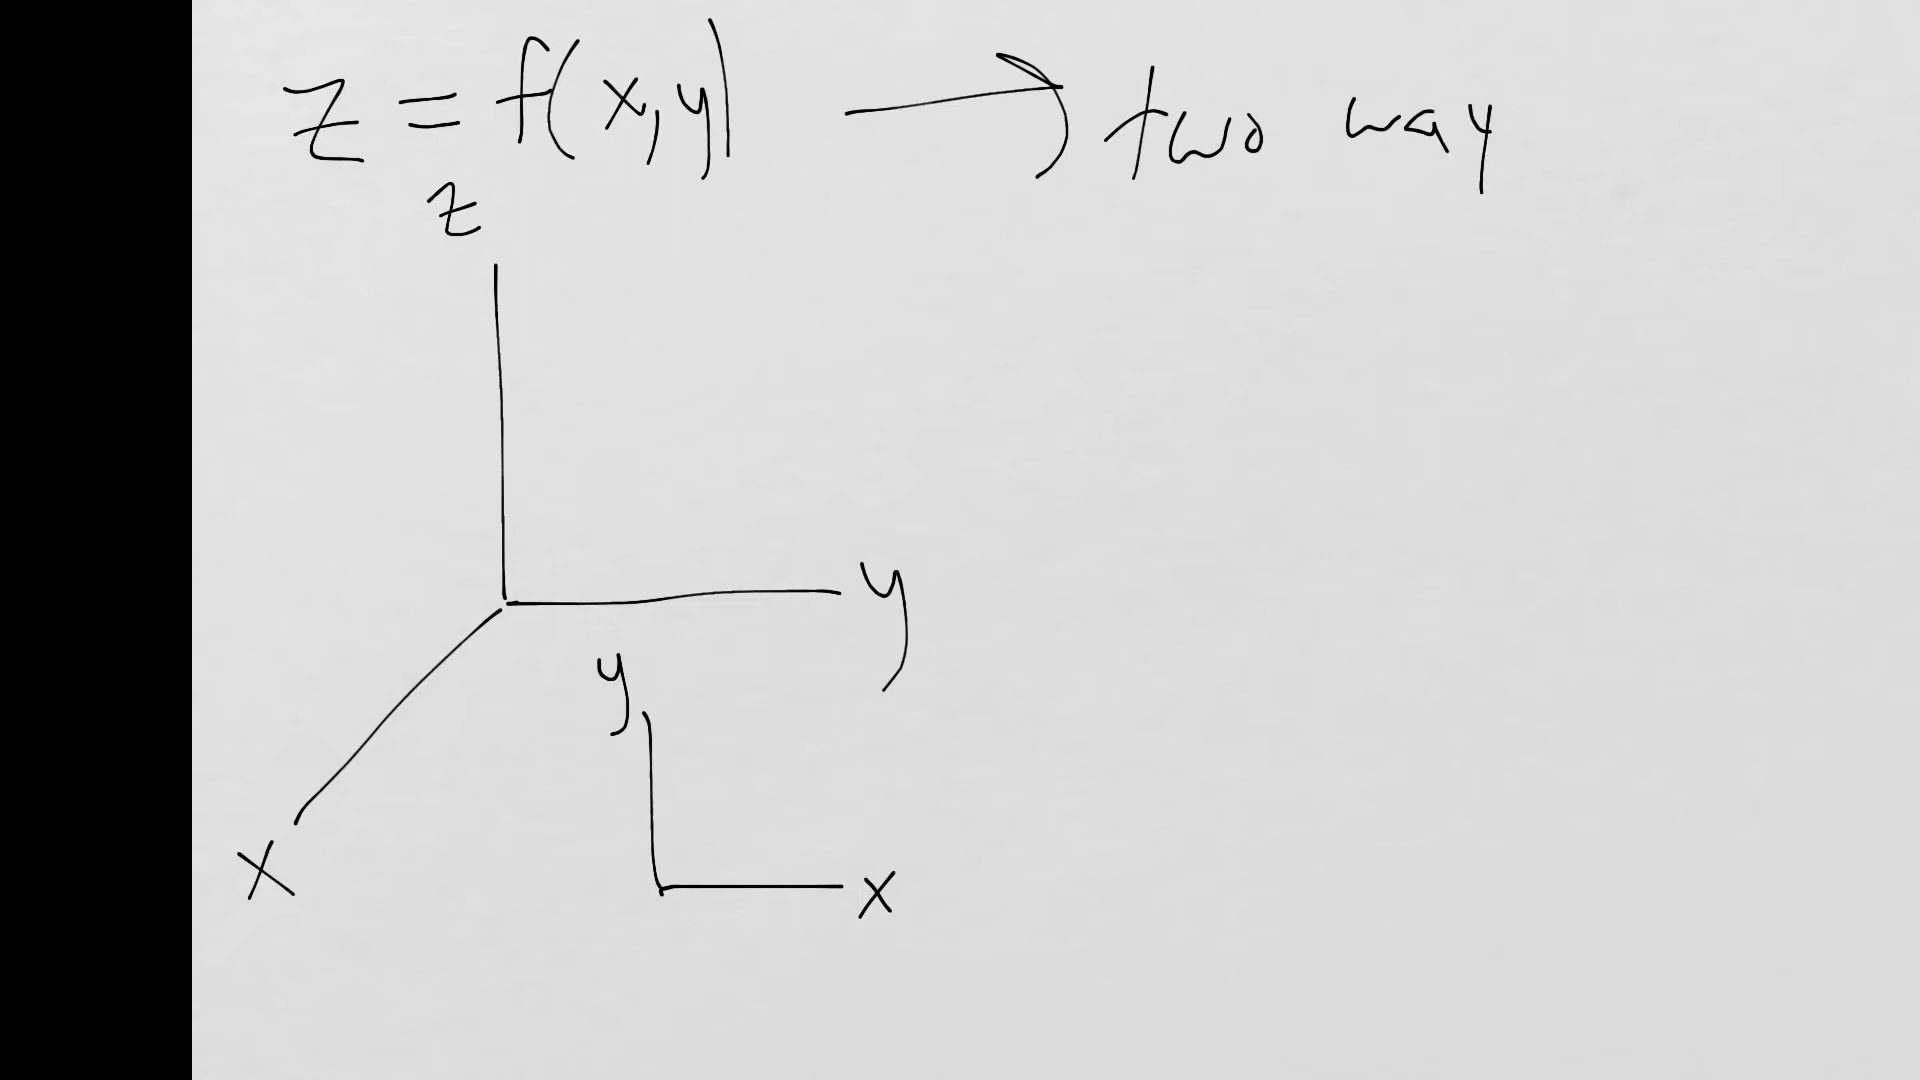 z = f(x,y) → two way
z
y
y
x
x